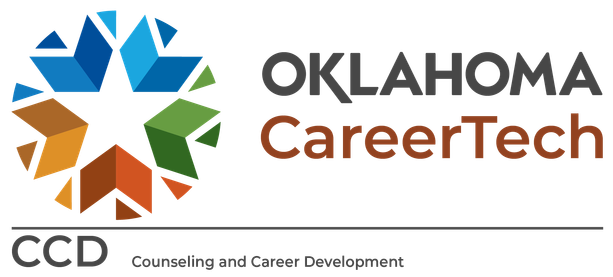 OKLAHOMA
CareerTech
CCD
Counseling and Career Development